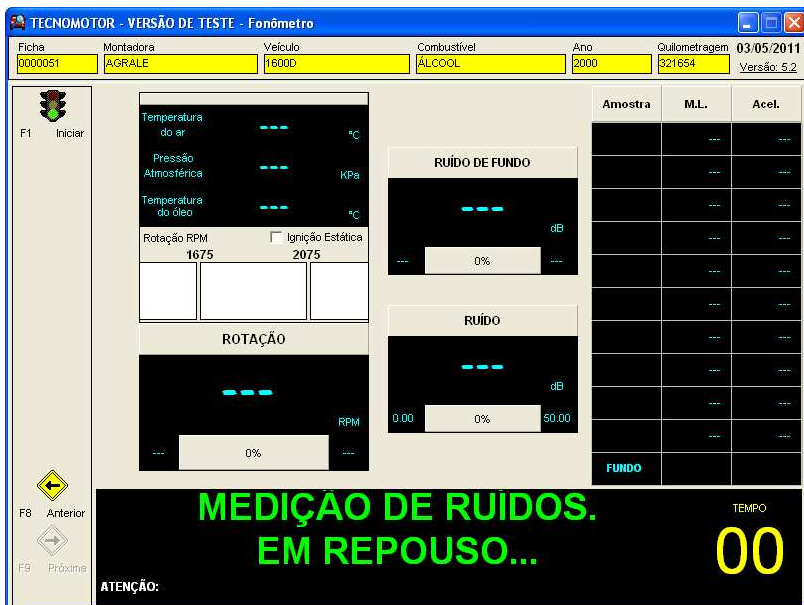 TECNOMOTOR - VERSÃO DE TESTE - Fonômetro
Ficha Montadora Veículo Combustível Ano Quilometragem 03/05/2011
0000051 AGRALE 1600D ÁLCOOL 2000 321654 Versão: 5.2
F1 Iniciar
Temperatura
do ar --- ºC
Pressão
Atmosférica --- KPa
Temperatura
do óleo --- ºC
Rotação RPM Ignição Estática
1675 2075
ROTAÇÃO
---
RPM
--- 0% ---
RUÍDO DE FUNDO
---
dB
--- 0% ---
RUÍDO
---
dB
0.00 0% 50.00
Amostra M.L. Acel.
--- ---
--- ---
--- ---
--- ---
--- ---
--- ---
--- ---
--- ---
--- ---
--- ---
FUNDO
F8 Anterior
F9 Próxima
MEDIÇÃO DE RUÍDOS.
EM REPOUSO...
ATENÇÃO:
TEMPO
00